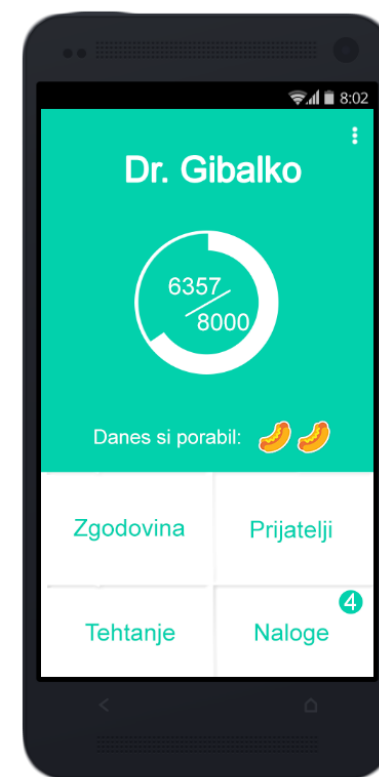 8:02
Dr. Gibalko
6357
8000
Danes si porabil:
Zgodovina
Prijatelji
4
Tehtanje
Naloge